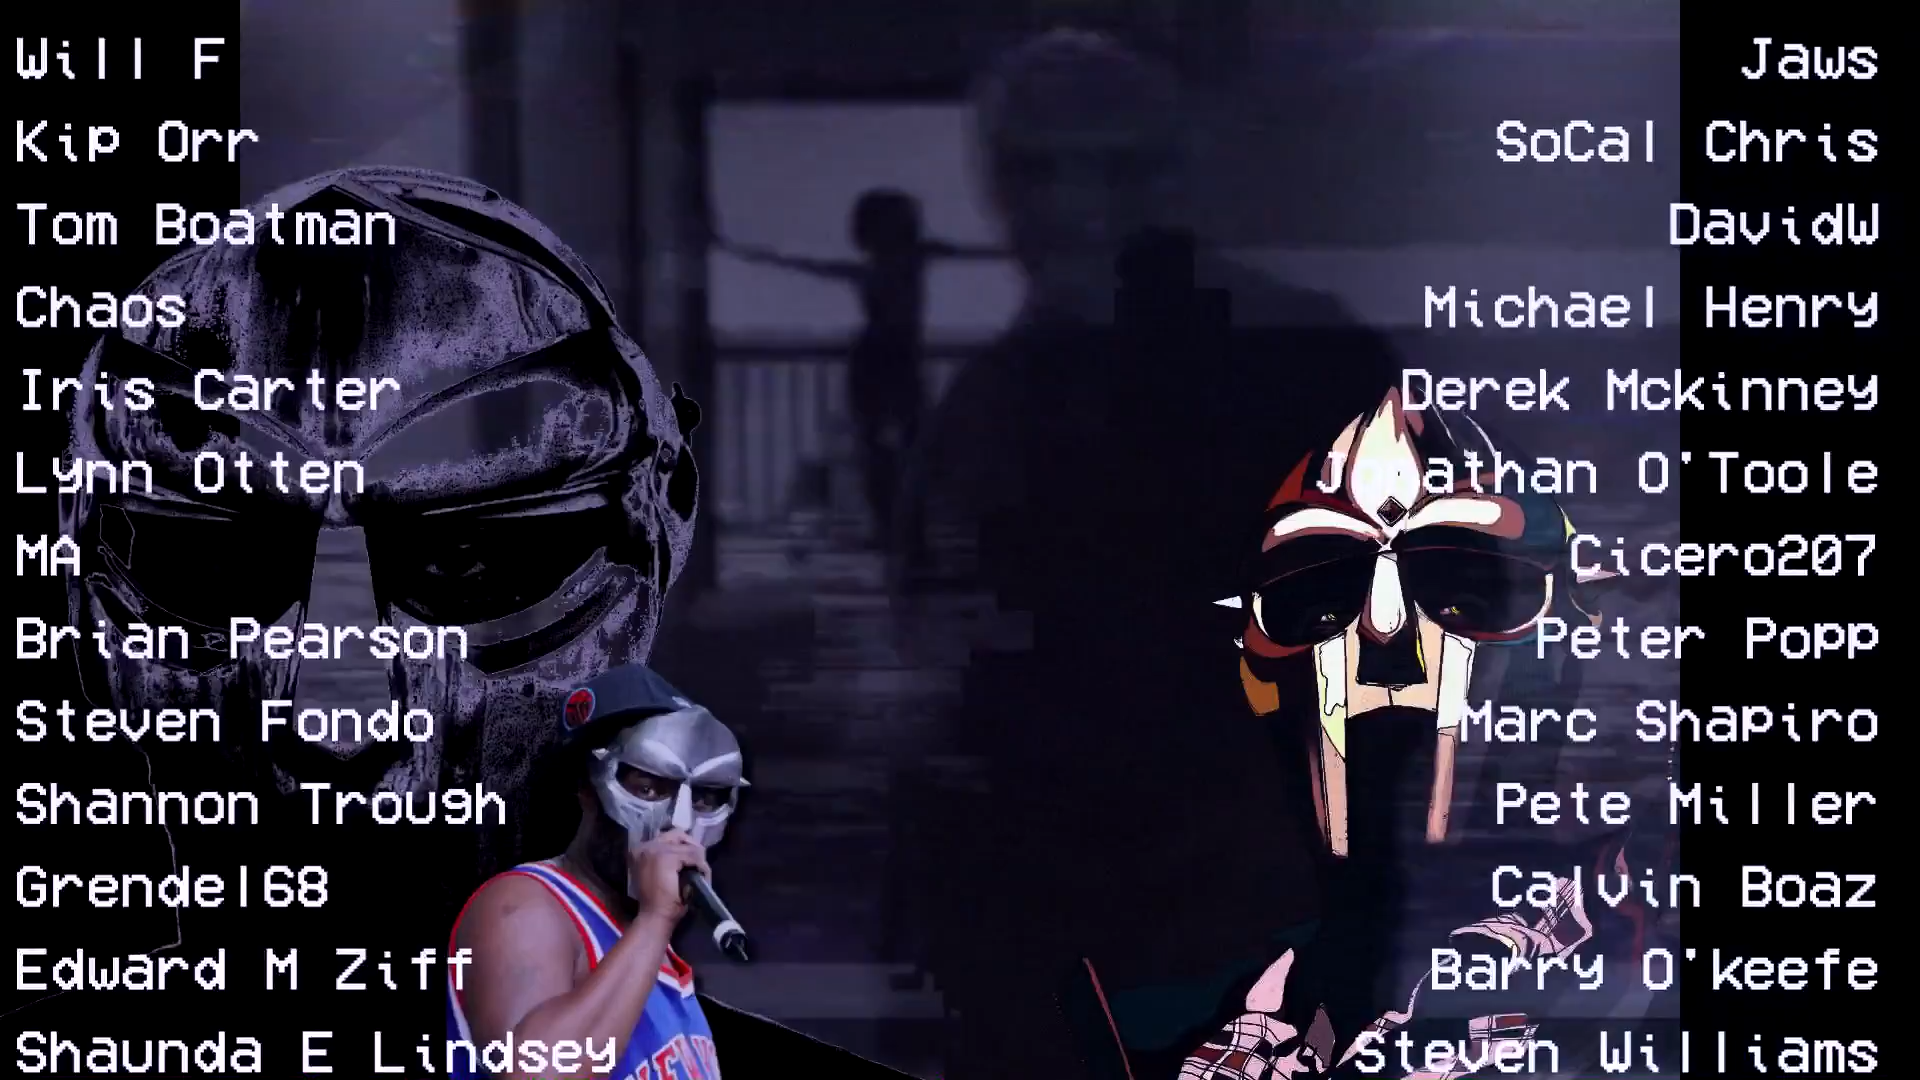 Will F
Kip Orr
Tom Boatman
Chaos
Iris Carter
Lynn Otten
MA
Brian Pearson
Steven Fondo
Shannon Trough
Grendel68
Edward M Ziff
Shaunda E Lindsey
Jaws
SoCal Chris
DavidW
Michael Henry
Derek Mckinney
Jonathan O'Toole
Cicero207
Peter Popp
Marc Shapiro
Pete Miller
Calvin Boaz
Barry O'keefe
Steven Williams